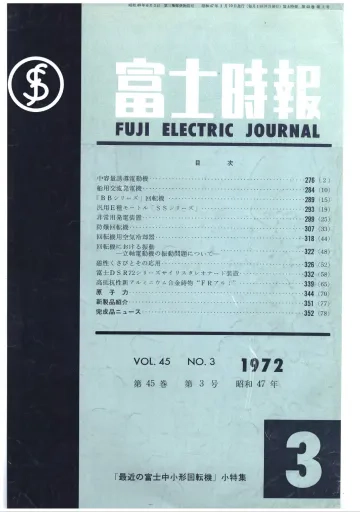 富士時報
FUJI ELECTRIC JOURNAL
目 次
中容量誘導電動機 276 ( 2 )
舶用交流発電機 284 (10)
「BBシリーズ」回転機 289 (15)
汎用E種モートル「SSシリーズ」 293 (19)
非常用発電装置 299 (25)
防爆回転機 307 (33)
回転機用空気冷却器 318 (44)
回転機における振動
—立軸電動機の振動問題について— 322 (48)
磁性くさびとその応用 326 (52)
富士DSR72シリーズサイリスタレオナード装置 332 (58)
高抵抗性新アルミニウム合金鋳物 “FRアルミ” 339 (65)
原子力 344 (70)
新製品紹介 351 (77)
完成品ニュース 352 (78)
VOL. 45 NO. 3 1972
第 45 巻 第 3 号 昭和 47 年
3
「最近の富士中小形回転機」小特集